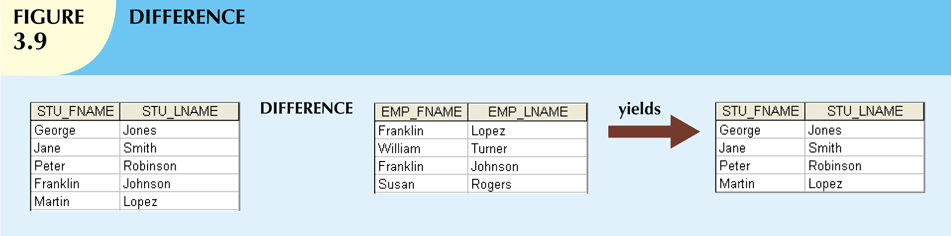 FIGURE 3.9
DIFFERENCE
STU_FNAME STU_LNAME
George Jones
Jane Smith
Peter Robinson
Franklin Johnson
Martin Lopez
DIFFERENCE
EMP_FNAME EMP_LNAME
Franklin Lopez
William Turner
Franklin Johnson
Susan Rogers
yields
STU_FNAME STU_LNAME
George Jones
Jane Smith
Peter Robinson
Martin Lopez